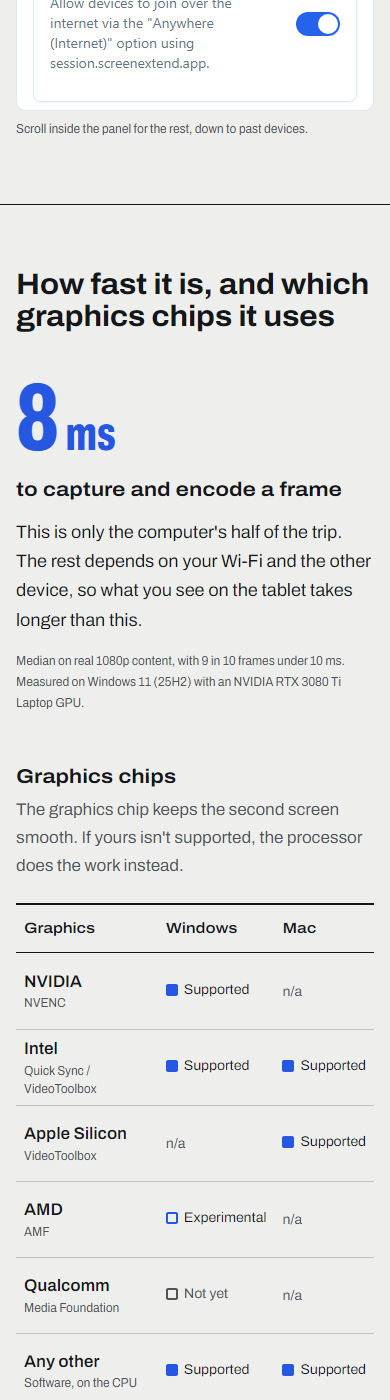 Allow devices to join over the
internet via the "Anywhere
(Internet)" option using
session.screenextend.app.
Scroll inside the panel for the rest, down to past devices.
How fast it is, and which
graphics chips it uses
8 ms
to capture and encode a frame
This is only the computer's half of the trip.
The rest depends on your Wi-Fi and the other
device, so what you see on the tablet takes
longer than this.
Median on real 1080p content, with 9 in 10 frames under 10 ms.
Measured on Windows 11 (25H2) with an NVIDIA RTX 3080 Ti
Laptop GPU.
Graphics chips
The graphics chip keeps the second screen
smooth. If yours isn't supported, the processor
does the work instead.
Graphics Windows Mac
NVIDIA
NVENC
Supported n/a
Intel
Quick Sync /
VideoToolbox
Supported Supported
Apple Silicon
VideoToolbox
n/a Supported
AMD
AMF
Experimental n/a
Qualcomm
Media Foundation
Not yet n/a
Any other
Software, on the CPU
Supported Supported